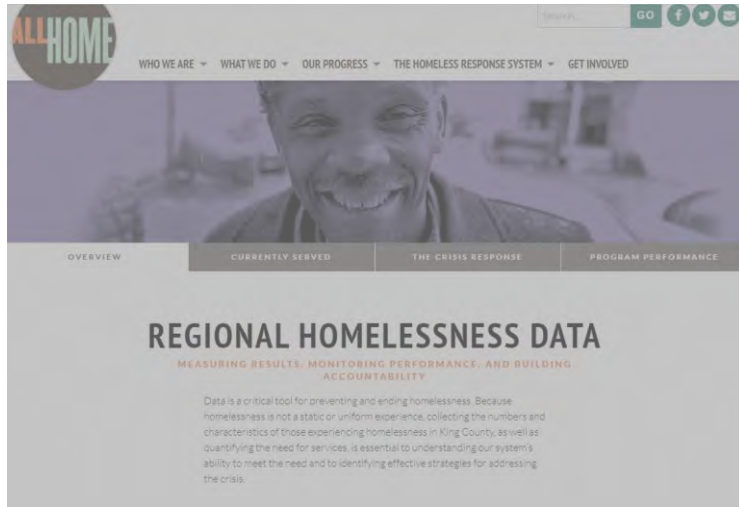 ALLHOME
Search... GO
WHO WE ARE WHAT WE DO OUR PROGRESS THE HOMELESS RESPONSE SYSTEM GET INVOLVED
OVERVIEW CURRENTLY SERVED THE CRISIS RESPONSE PROGRAM PERFORMANCE
REGIONAL HOMELESSNESS DATA
MEASURING RESULTS, MONITORING PERFORMANCE, AND BUILDING
ACCOUNTABILITY
Data is a critical tool for preventing and ending homelessness. Because
homelessness is not a static or uniform experience, collecting the numbers and
characteristics of those experiencing homelessness in King County, as well as
quantifying the need for services, is essential to understanding our system's
ability to meet the need and to identifying effective strategies for addressing
the crisis.